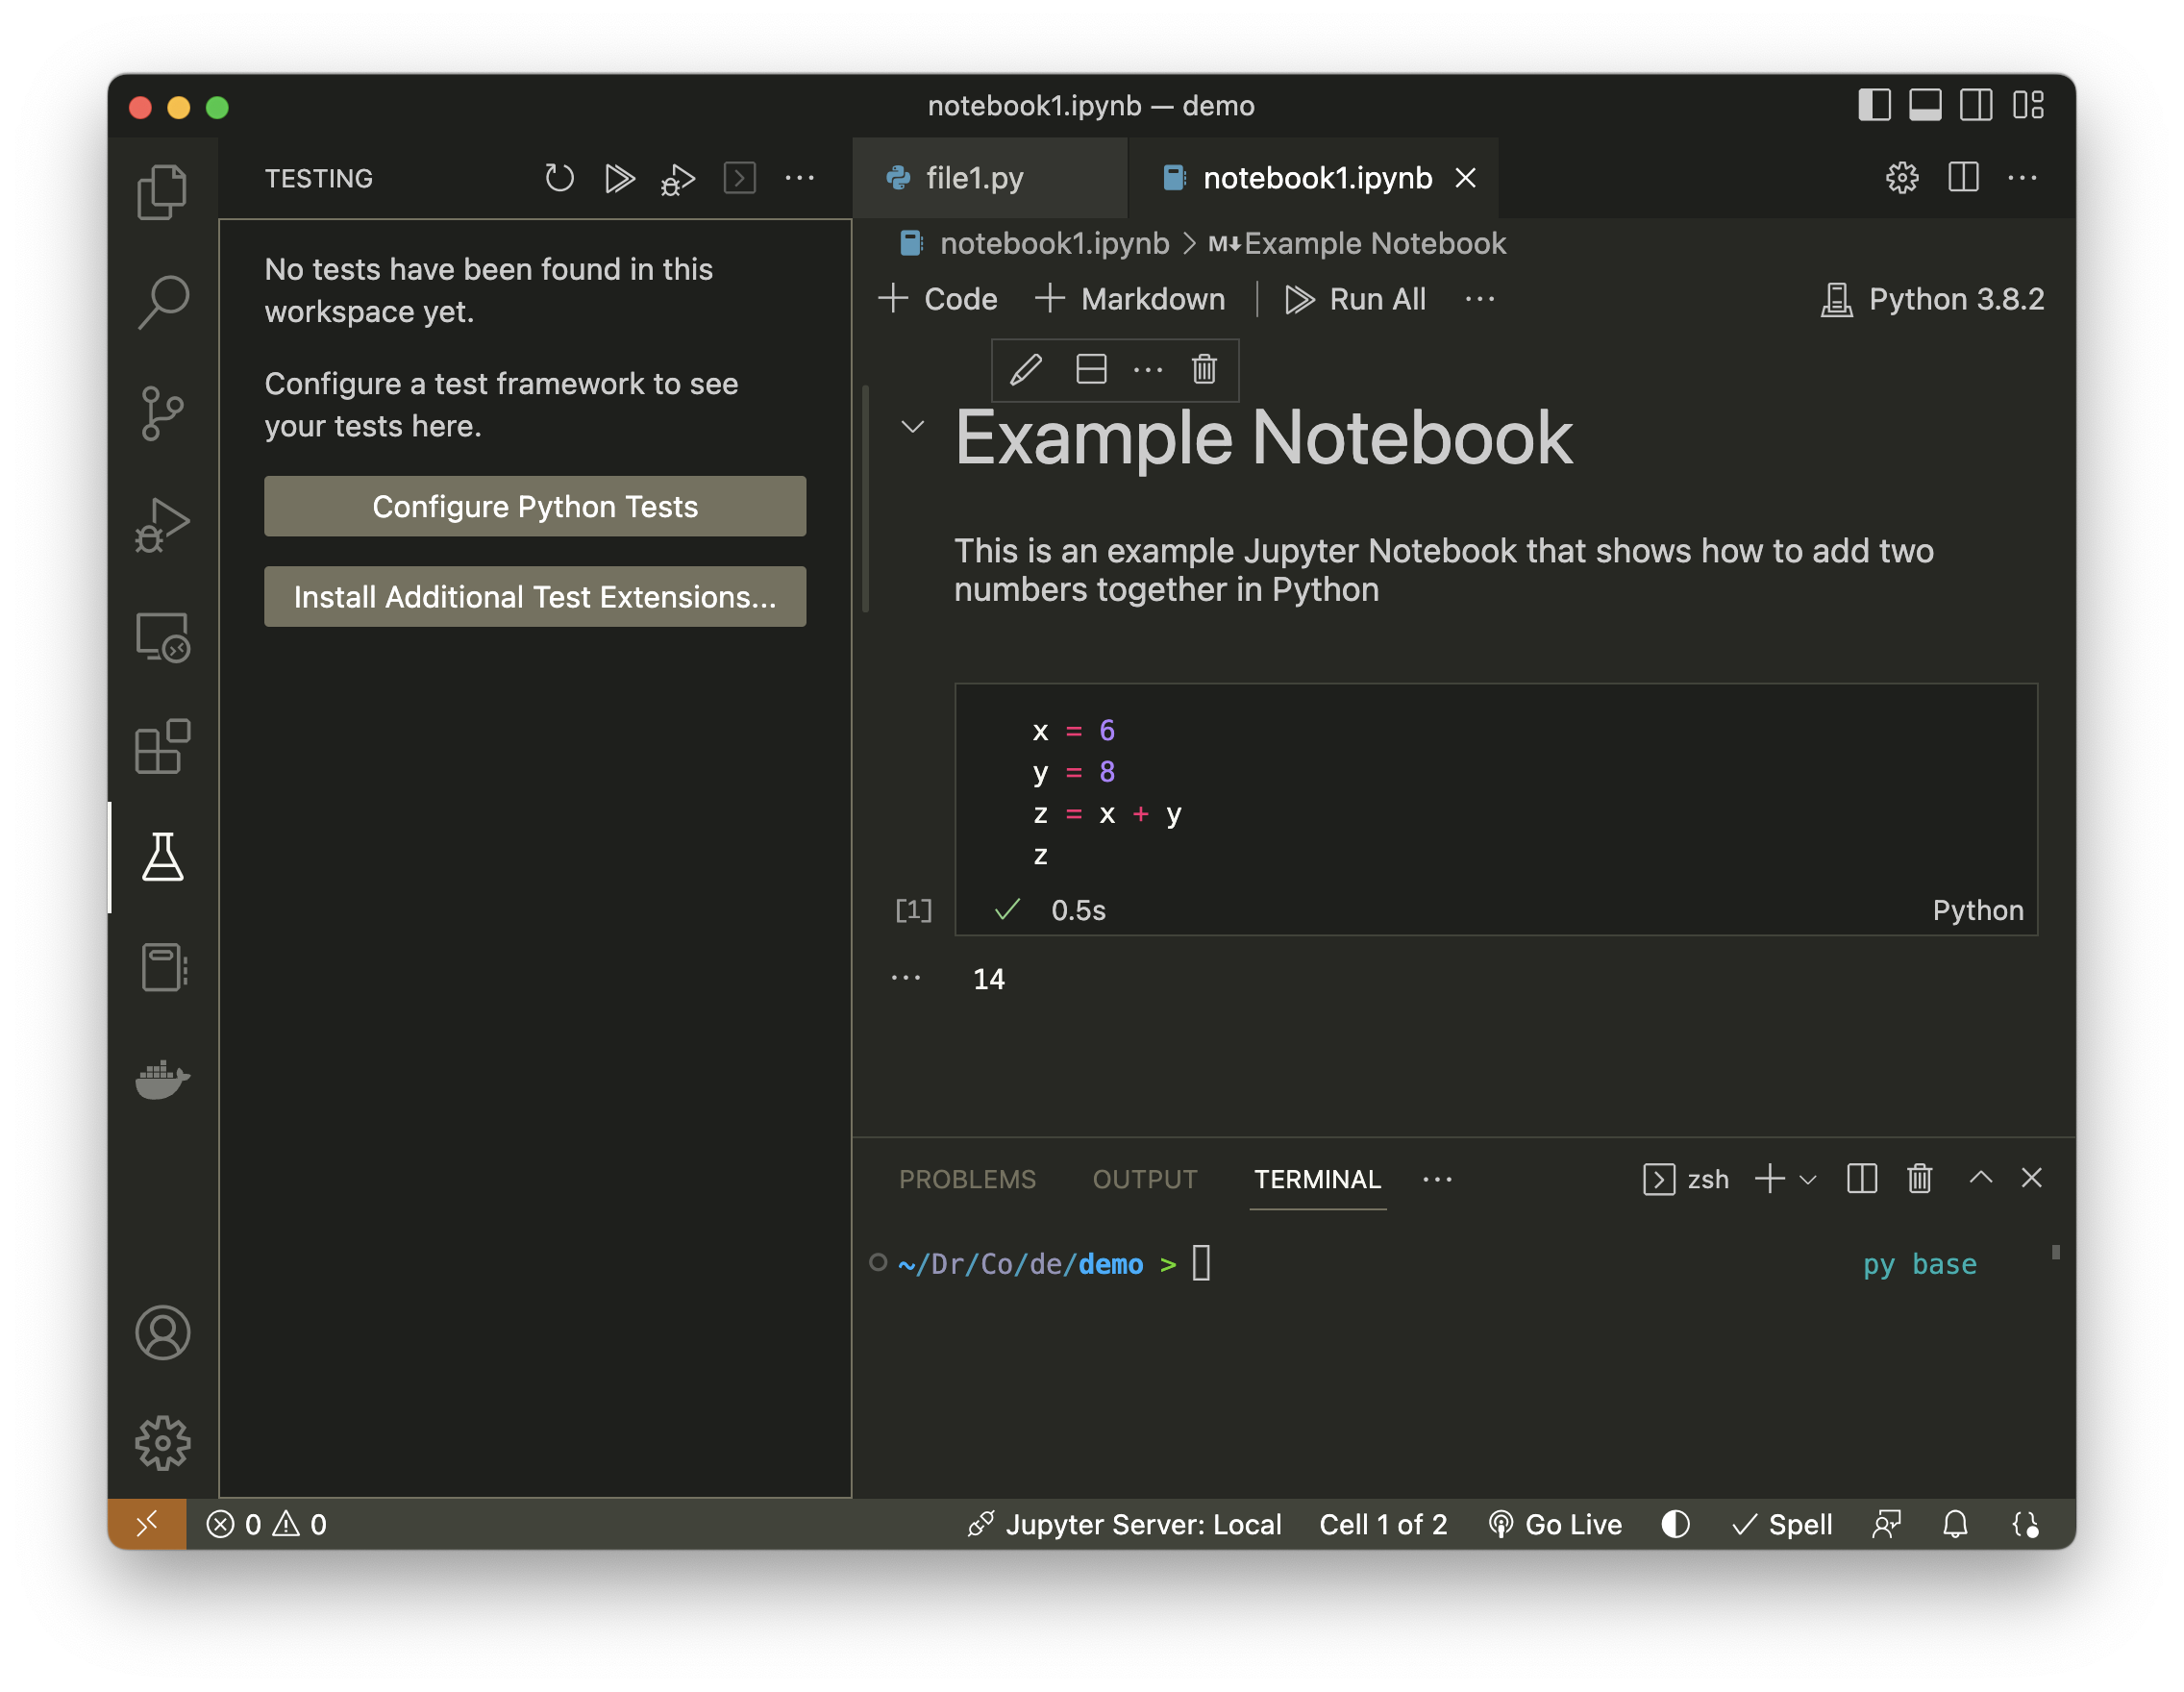 notebook1.ipynb — demo
TESTING
No tests have been found in this
workspace yet.
Configure a test framework to see
your tests here.
Configure Python Tests
Install Additional Test Extensions...
file1.py
notebook1.ipynb
notebook1.ipynb > M↓ Example Notebook
+ Code + Markdown | Run All ...
Python 3.8.2
Example Notebook
This is an example Jupyter Notebook that shows how to add two
numbers together in Python
x = 6
y = 8
z = x + y
z
[1]
0.5s
Python
14
PROBLEMS OUTPUT TERMINAL ...
zsh
~/Dr/Co/de/demo >
py base
0 0
Jupyter Server: Local
Cell 1 of 2
Go Live
Spell